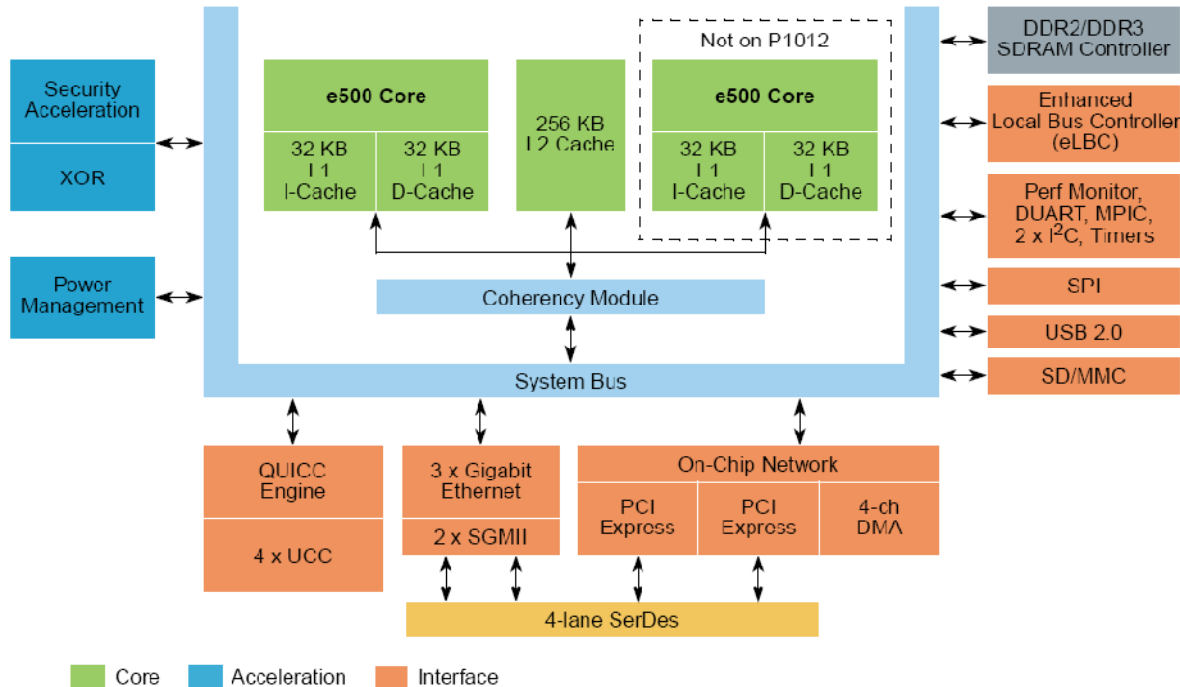 Not on P1012
Security
Acceleration
XOR
Power
Management
e500 Core
32 KB
L1
I-Cache
32 KB
L1
D-Cache
256 KB
L2 Cache
e500 Core
32 KB
L1
I-Cache
32 KB
L1
D-Cache
Coherency Module
System Bus
DDR2/DDR3
SDRAM Controller
Enhanced
Local Bus Controller
(eLBC)
Perf Monitor,
DUART, MPIC,
2 x I²C, Timers
SPI
USB 2.0
SD/MMC
QUICC
Engine
4 x UCC
3 x Gigabit
Ethernet
2 x SGMII
On-Chip Network
PCI
Express
PCI
Express
4-ch
DMA
4-lane SerDes
Core
Acceleration
Interface